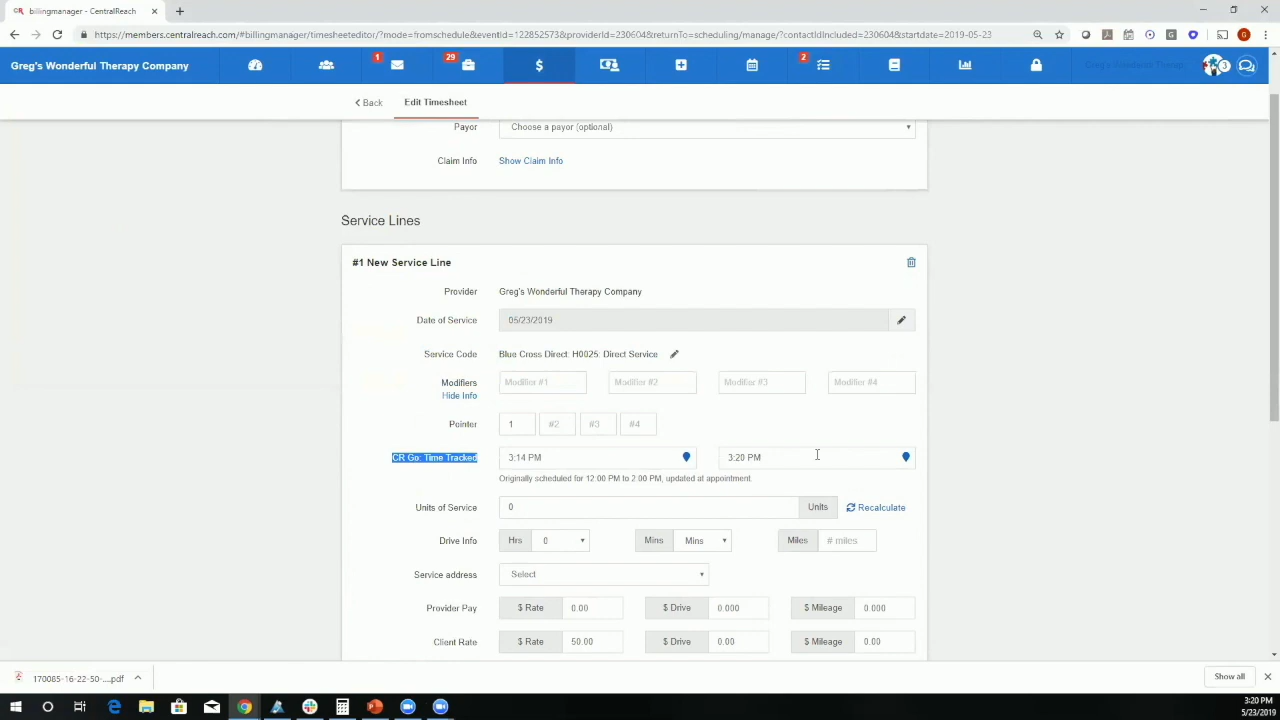 billingmanager - CentralReach
https://members.centralreach.com/#billingmanager/timesheeteditor/?mode=fromschedule&eventId=122852573&providerId=230604&returnTo=scheduling/manage/?contactIdIncluded=230604&startdate=2019-05-23
Greg's Wonderful Therapy Company
1
29
2
3
Back
Edit Timesheet
Payor
Choose a payor (optional)
Claim Info
Show Claim Info
Service Lines
#1 New Service Line
Provider
Greg's Wonderful Therapy Company
Date of Service
05/23/2019
Service Code
Blue Cross Direct: H0025: Direct Service
Modifiers
Hide Info
Modifier #1
Modifier #2
Modifier #3
Modifier #4
Pointer
1
#2
#3
#4
CR Go: Time Tracked
3:14 PM
3:20 PM
Originally scheduled for 12:00 PM to 2:00 PM, updated at appointment.
Units of Service
0
Units
Recalculate
Drive Info
Hrs
0
Mins
Mins
Miles
# miles
Service address
Select
Provider Pay
$ Rate
0.00
$ Drive
0.000
$ Mileage
0.000
Client Rate
$ Rate
50.00
$ Drive
0.00
$ Mileage
0.00
170085-16-22-50-....pdf
Show all
3:20 PM
5/23/2019